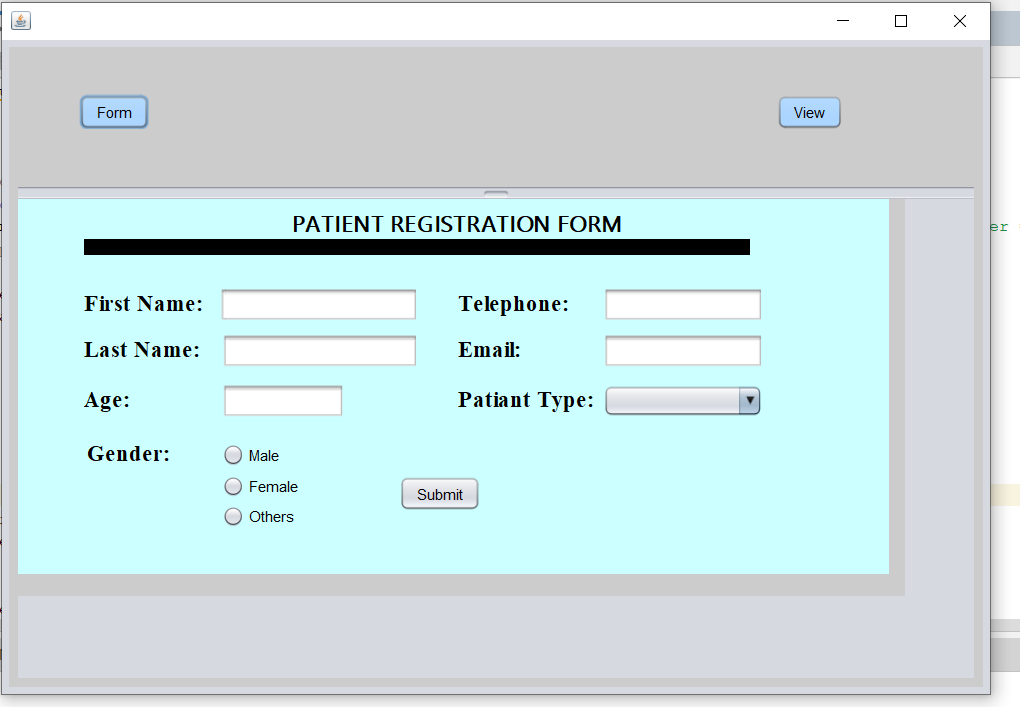 Form View
PATIENT REGISTRATION FORM
First Name: Telephone:
Last Name: Email:
Age: Patiant Type:
Gender: Male
Female
Submit
Others
er